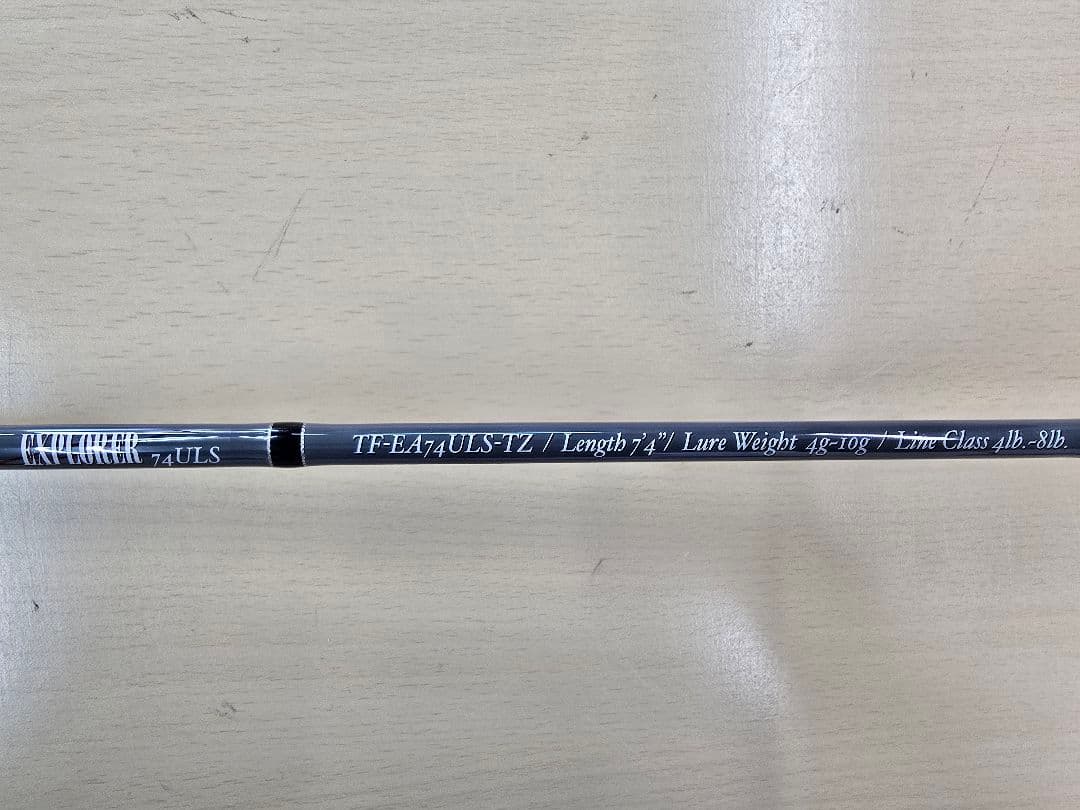 EXPLORER 74ULS TF-EA74ULS-TZ / Length 7'4"/ Lure Weight 4g~10g / Line Class 4lb.~8lb.